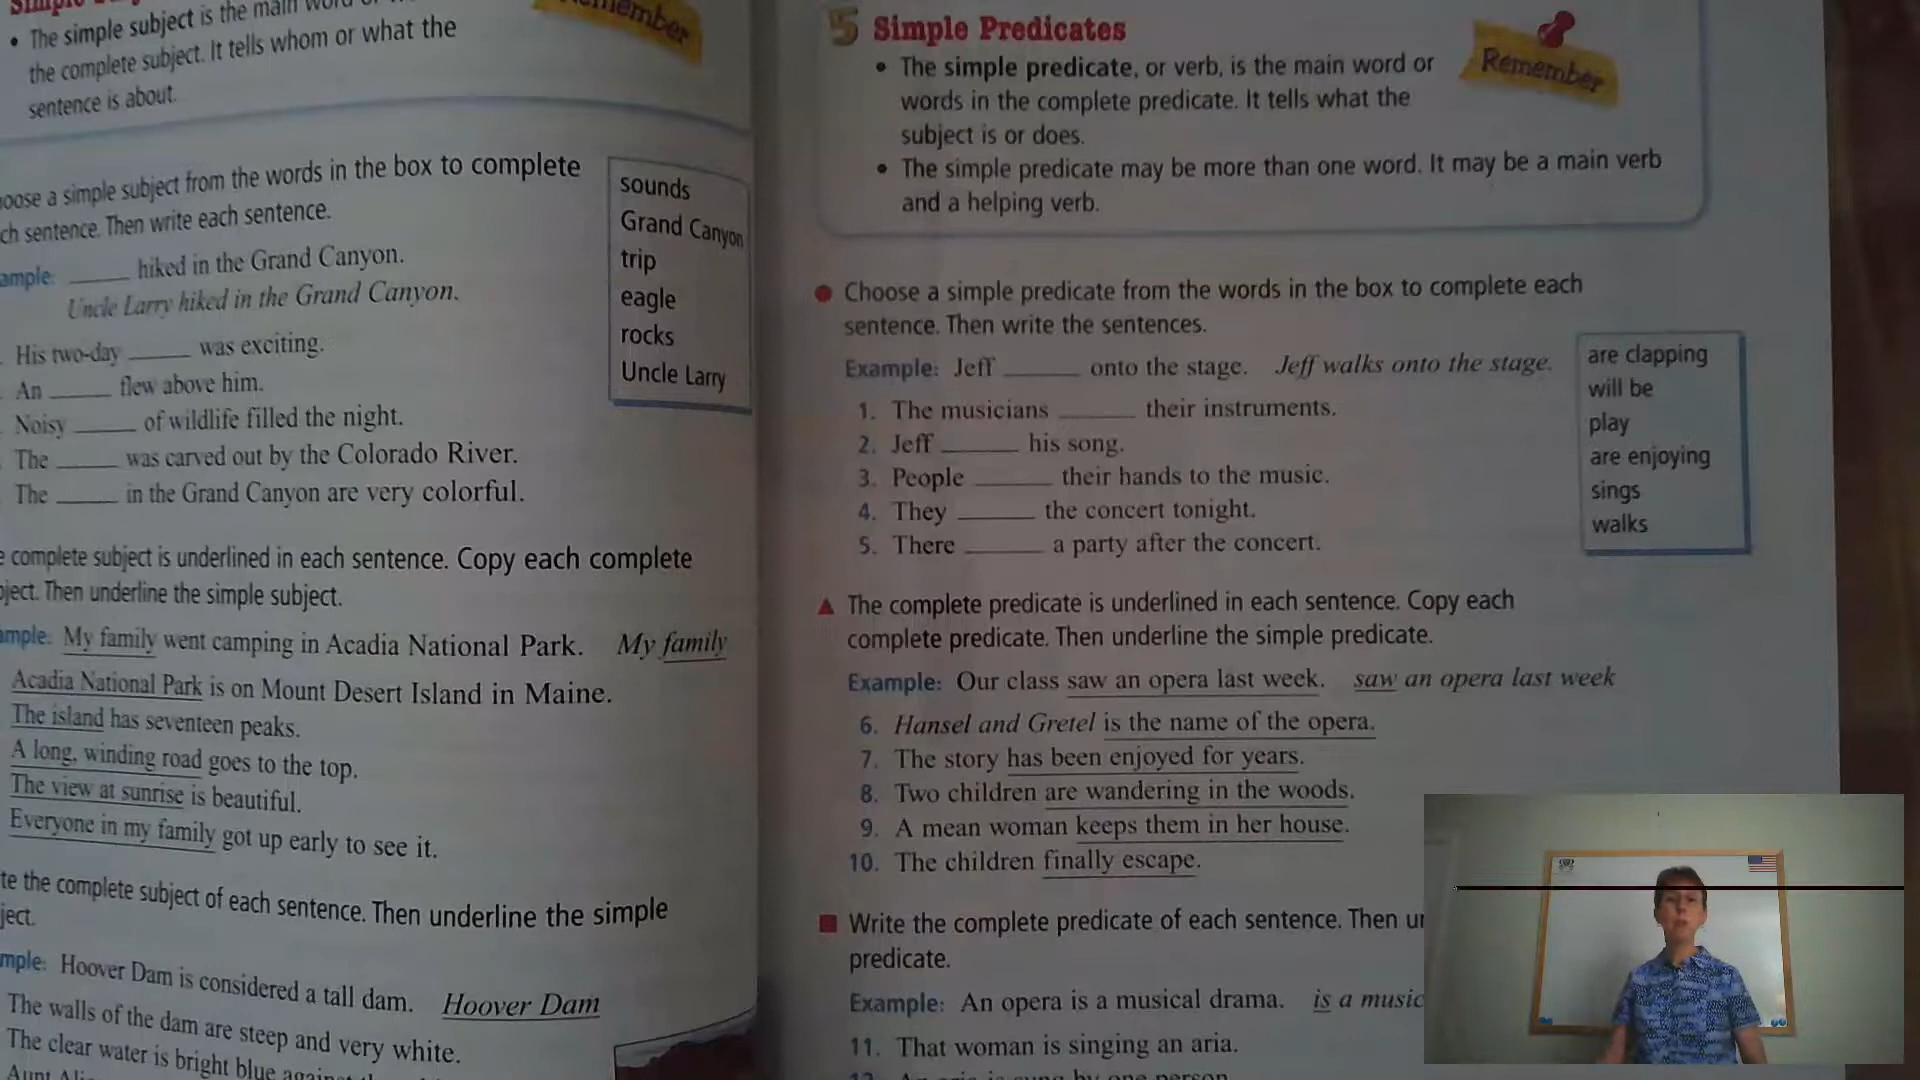 • The simple subject is the main word
the complete subject. It tells whom or what the
sentence is about.
Remember
oose a simple subject from the words in the box to complete
ch sentence. Then write each sentence.
ample: ____ hiked in the Grand Canyon.
Uncle Larry hiked in the Grand Canyon.
His two-day ____ was exciting.
An ____ flew above him.
Noisy ____ of wildlife filled the night.
The ____ was carved out by the Colorado River.
The ____ in the Grand Canyon are very colorful.
sounds
Grand Canyon
trip
eagle
rocks
Uncle Larry
e complete subject is underlined in each sentence. Copy each complete
bject. Then underline the simple subject.
ample: My family went camping in Acadia National Park. My family
Acadia National Park is on Mount Desert Island in Maine.
The island has seventeen peaks.
A long, winding road goes to the top.
The view at sunrise is beautiful.
Everyone in my family got up early to see it.
te the complete subject of each sentence. Then underline the simple
ject.
mple: Hoover Dam is considered a tall dam. Hoover Dam
The walls of the dam are steep and very white.
The clear water is bright blue
5 Simple Predicates
Remember
• The simple predicate, or verb, is the main word or
words in the complete predicate. It tells what the
subject is or does.
• The simple predicate may be more than one word. It may be a main verb
and a helping verb.
● Choose a simple predicate from the words in the box to complete each
sentence. Then write the sentences.
Example: Jeff ____ onto the stage. Jeff walks onto the stage.
1. The musicians ____ their instruments.
2. Jeff ____ his song.
3. People ____ their hands to the music.
4. They ____ the concert tonight.
5. There ____ a party after the concert.
are clapping
will be
play
are enjoying
sings
walks
▲ The complete predicate is underlined in each sentence. Copy each
complete predicate. Then underline the simple predicate.
Example: Our class saw an opera last week. saw an opera last week
6. Hansel and Gretel is the name of the opera.
7. The story has been enjoyed for years.
8. Two children are wandering in the woods.
9. A mean woman keeps them in her house.
10. The children finally escape.
■ Write the complete predicate of each sentence. Then ur
predicate.
Example: An opera is a musical drama. is a music
11. That woman is singing an aria.